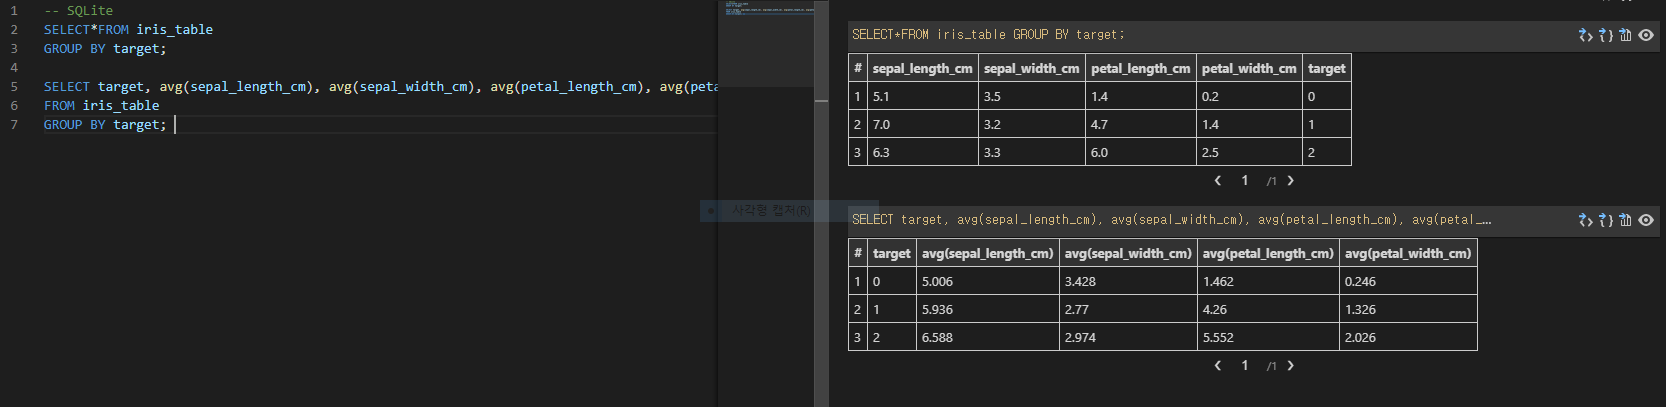 1 -- SQLite
2 SELECT*FROM iris_table
3 GROUP BY target;
4
5 SELECT target, avg(sepal_length_cm), avg(sepal_width_cm), avg(petal_length_cm), avg(peta
6 FROM iris_table
7 GROUP BY target;
사각형 캡처(R)
SELECT*FROM iris_table GROUP BY target;
# sepal_length_cm sepal_width_cm petal_length_cm petal_width_cm target
1 5.1 3.5 1.4 0.2 0
2 7.0 3.2 4.7 1.4 1
3 6.3 3.3 6.0 2.5 2
‹ 1 /1 ›
SELECT target, avg(sepal_length_cm), avg(sepal_width_cm), avg(petal_length_cm), avg(petal_...
# target avg(sepal_length_cm) avg(sepal_width_cm) avg(petal_length_cm) avg(petal_width_cm)
1 0 5.006 3.428 1.462 0.246
2 1 5.936 2.77 4.26 1.326
3 2 6.588 2.974 5.552 2.026
‹ 1 /1 ›